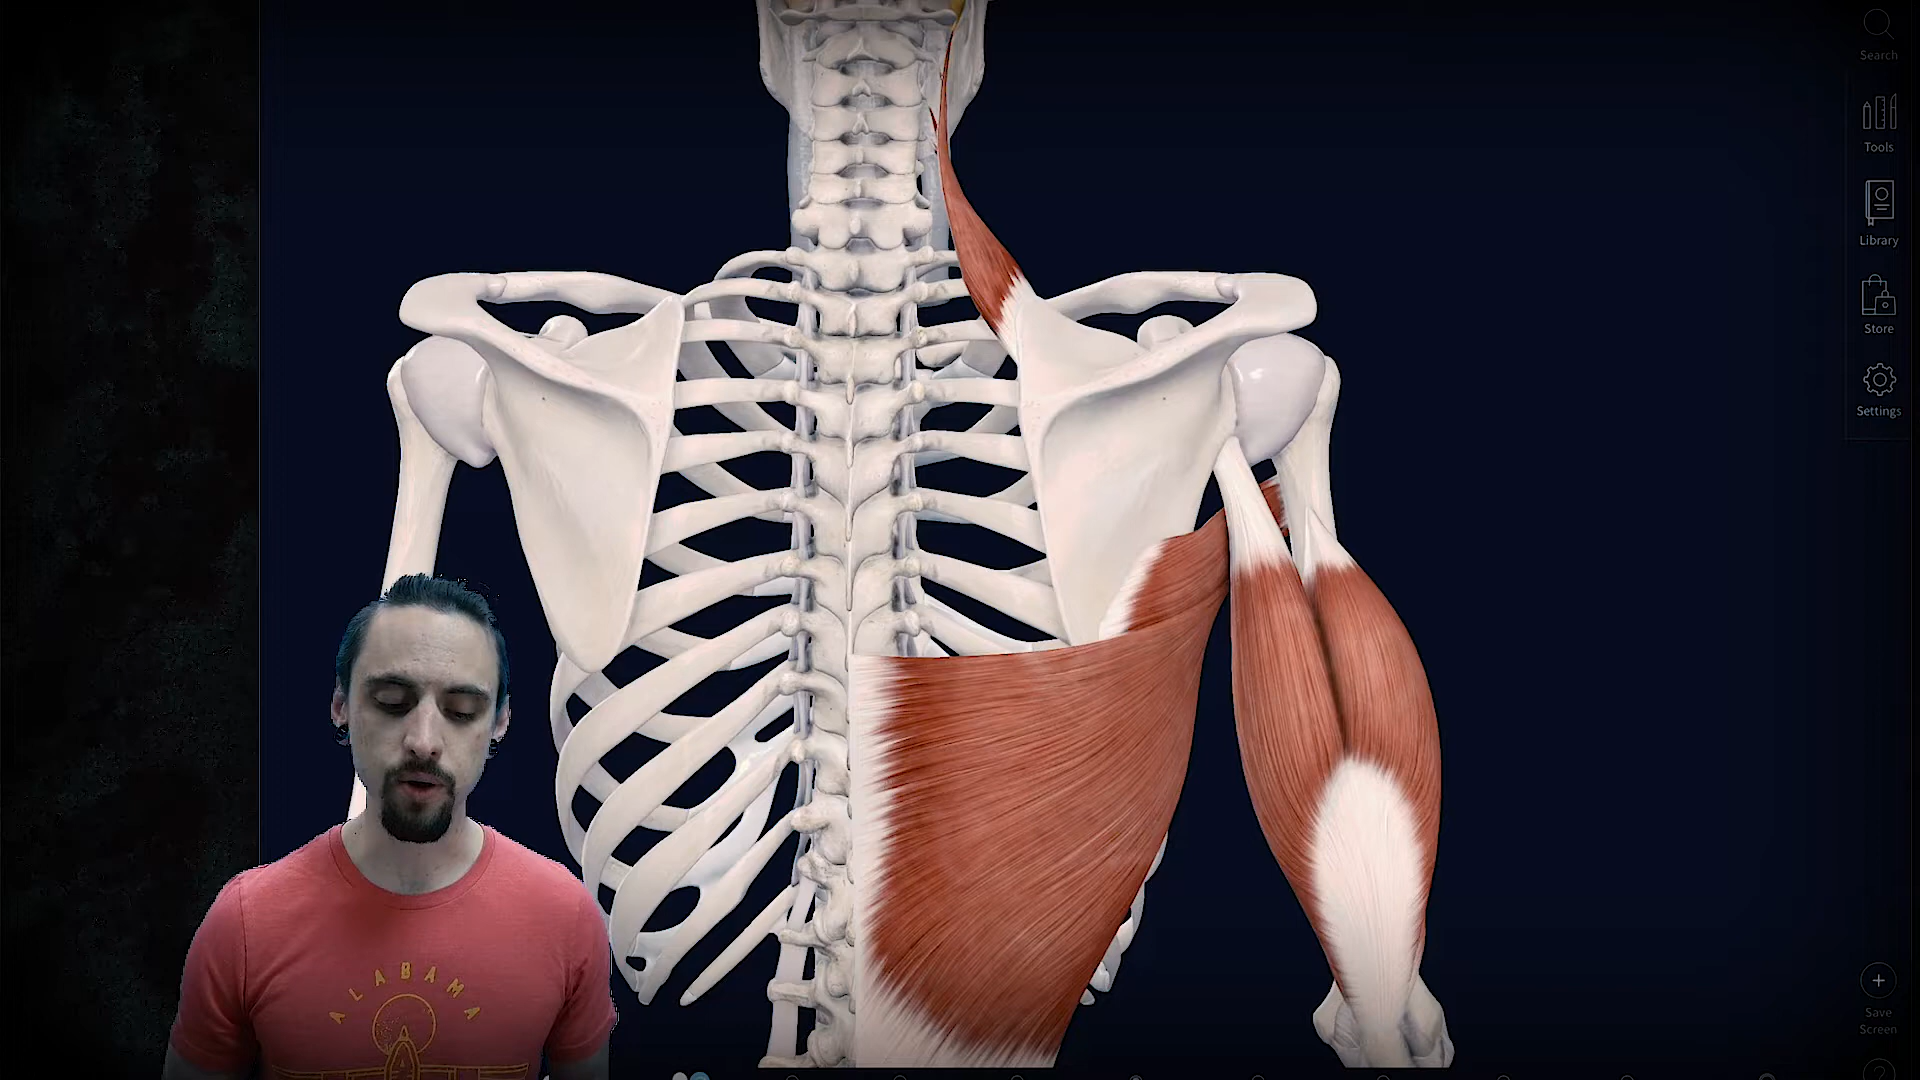 Search
Tools
Library
Store
Settings
Save
Screen
?
ALABAMA